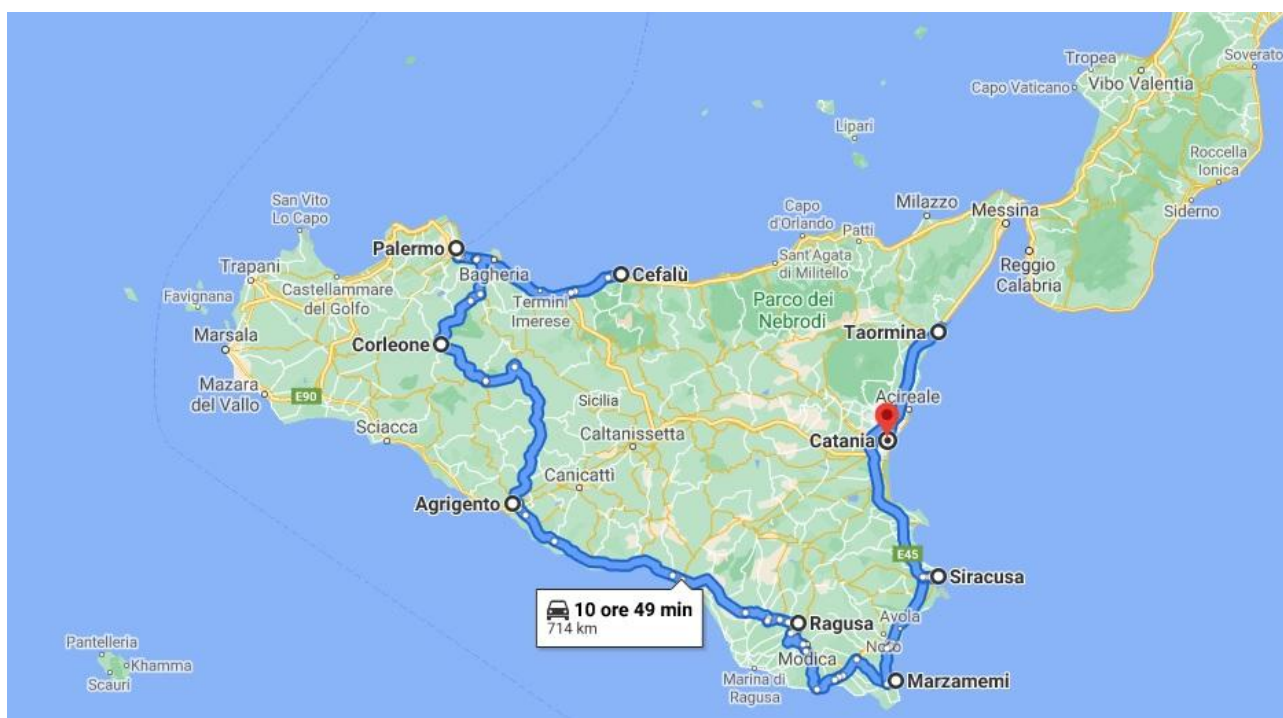 Tropea
Soverato
Vibo Valentia
Capo Vaticano
Lipari
Roccella
Ionica
San Vito
Lo Capo
Capo
d'Orlando
Milazzo
Messina
Siderno
Patti
Palermo
Bagheria
Sant'Agata
di Militello
Reggio
Calabria
Trapani
Cefalù
Castellammare
del Golfo
Termini
Imerese
Parco dei
Nebrodi
Favignana
Taormina
Marsala
Corleone
Mazara
del Vallo
E90
Sicilia
Acireale
Sciacca
Caltanissetta
Catania
Canicattì
Agrigento
E45
Siracusa
10 ore 49 min
714 km
Ragusa
Avola
Noto
Pantelleria
Khamma
Scauri
Modica
Marina di
Ragusa
Marzamemi